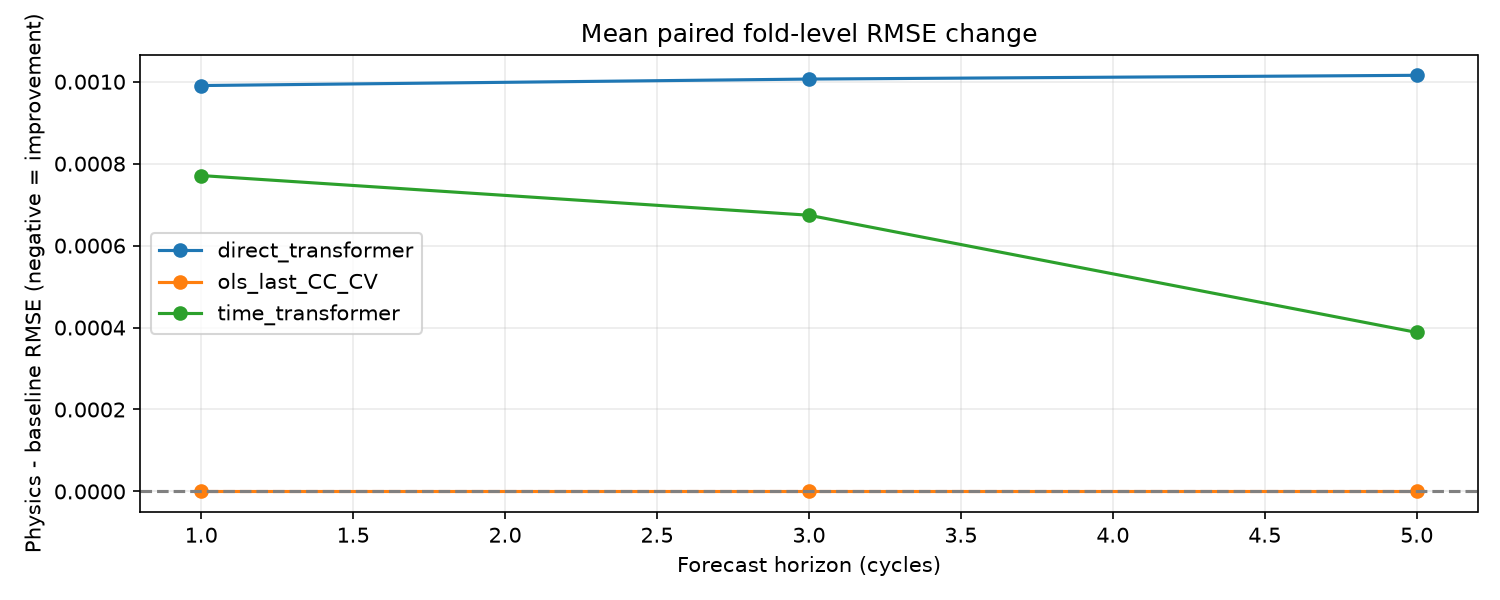 Mean paired fold-level RMSE change
Physics - baseline RMSE (negative = improvement)
0.0010
0.0008
0.0006
0.0004
0.0002
0.0000
direct_transformer
ols_last_CC_CV
time_transformer
1.0 1.5 2.0 2.5 3.0 3.5 4.0 4.5 5.0
Forecast horizon (cycles)